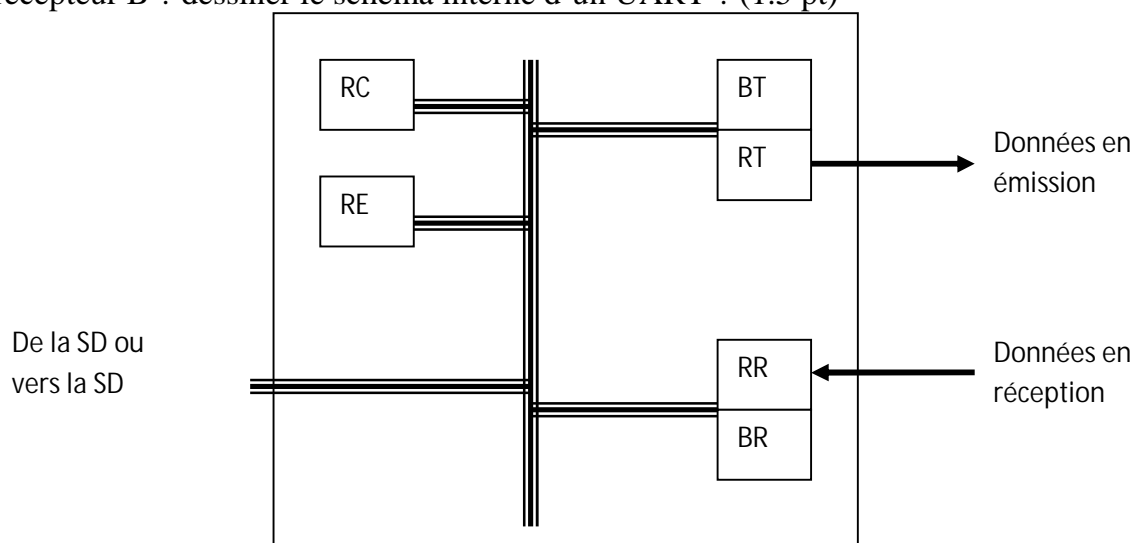 récepteur B ? dessiner le schéma interne d'un UART ? (1.5 pt)
RC
BT
RT
Données en
émission
RE
De la SD ou
vers la SD
RR
Données en
réception
BR